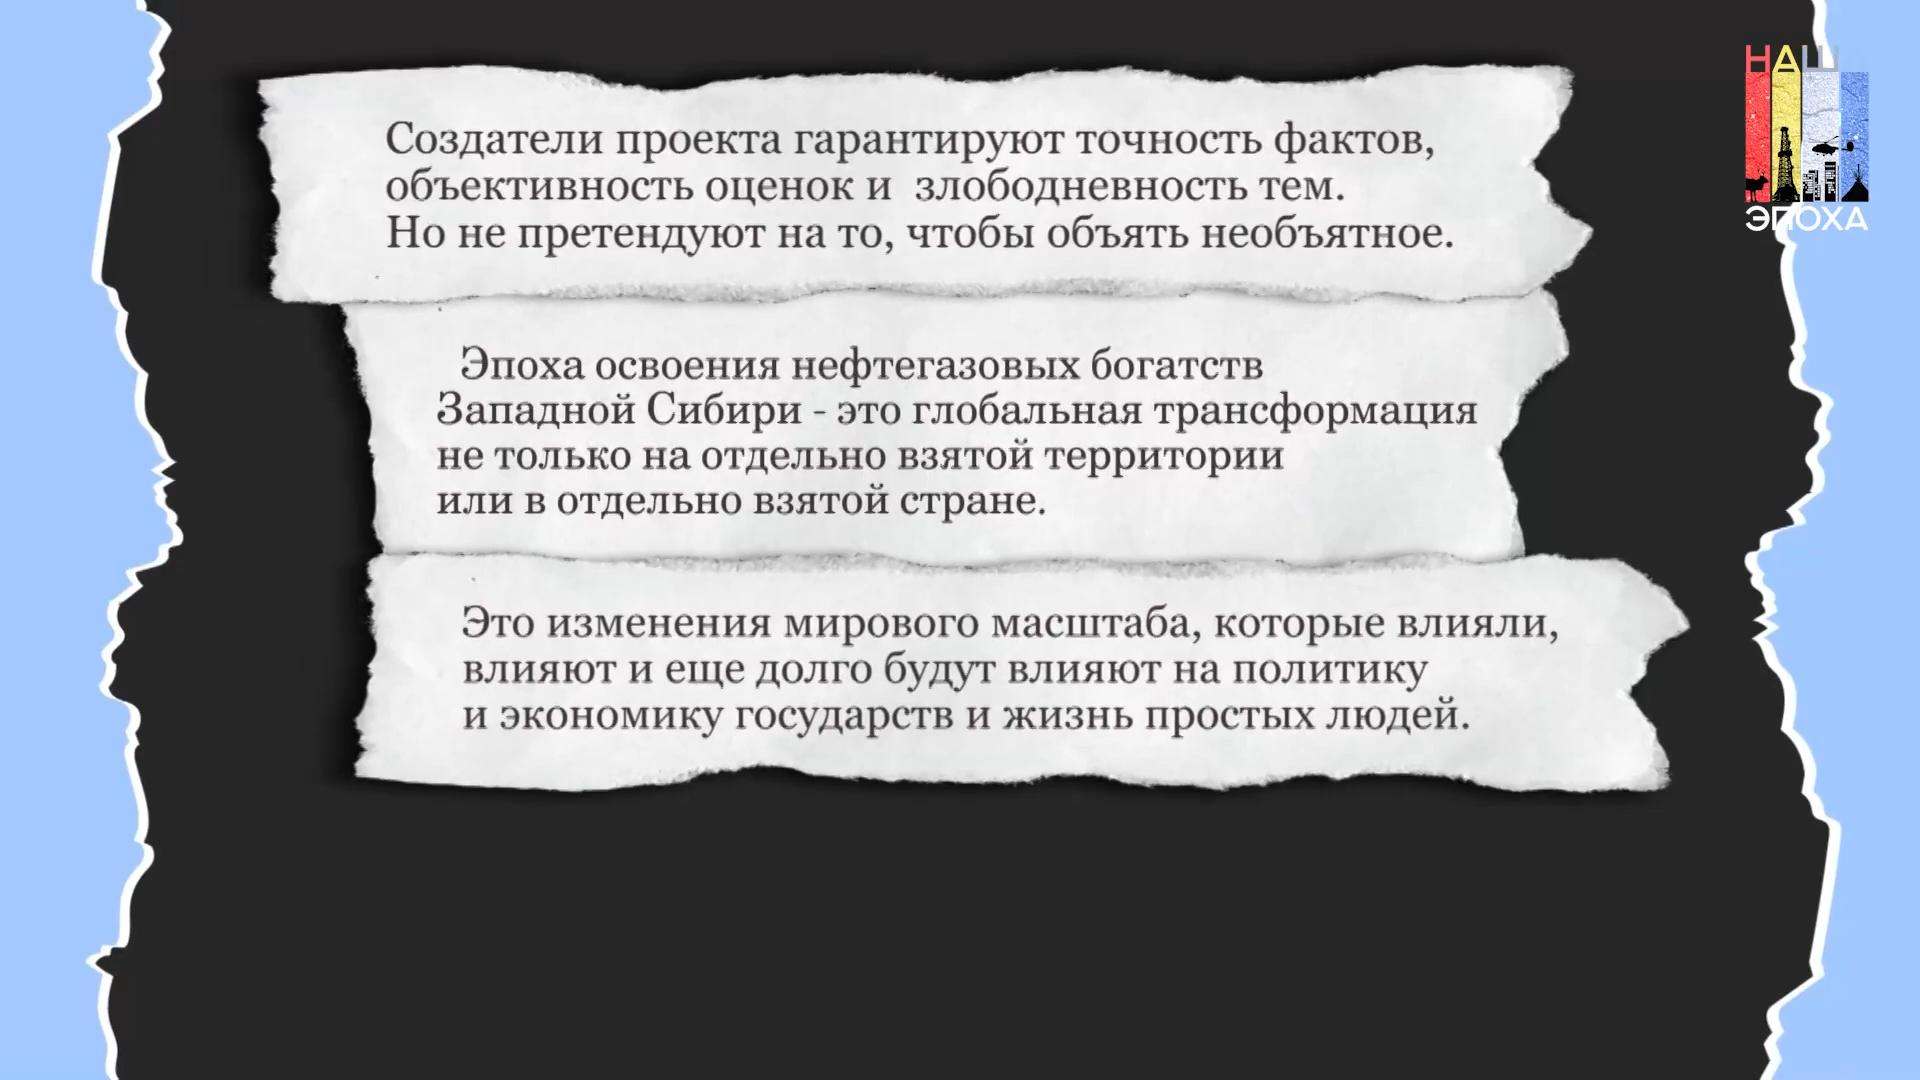 Создатели проекта гарантируют точность фактов,
объективность оценок и злободневность тем.
Но не претендуют на то, чтобы объять необъятное.
Эпоха освоения нефтегазовых богатств
Западной Сибири - это глобальная трансформация
не только на отдельно взятой территории
или в отдельно взятой стране.
Это изменения мирового масштаба, которые влияли,
влияют и еще долго будут влияют на политику
и экономику государств и жизнь простых людей.
НАШ
ЭПОХА